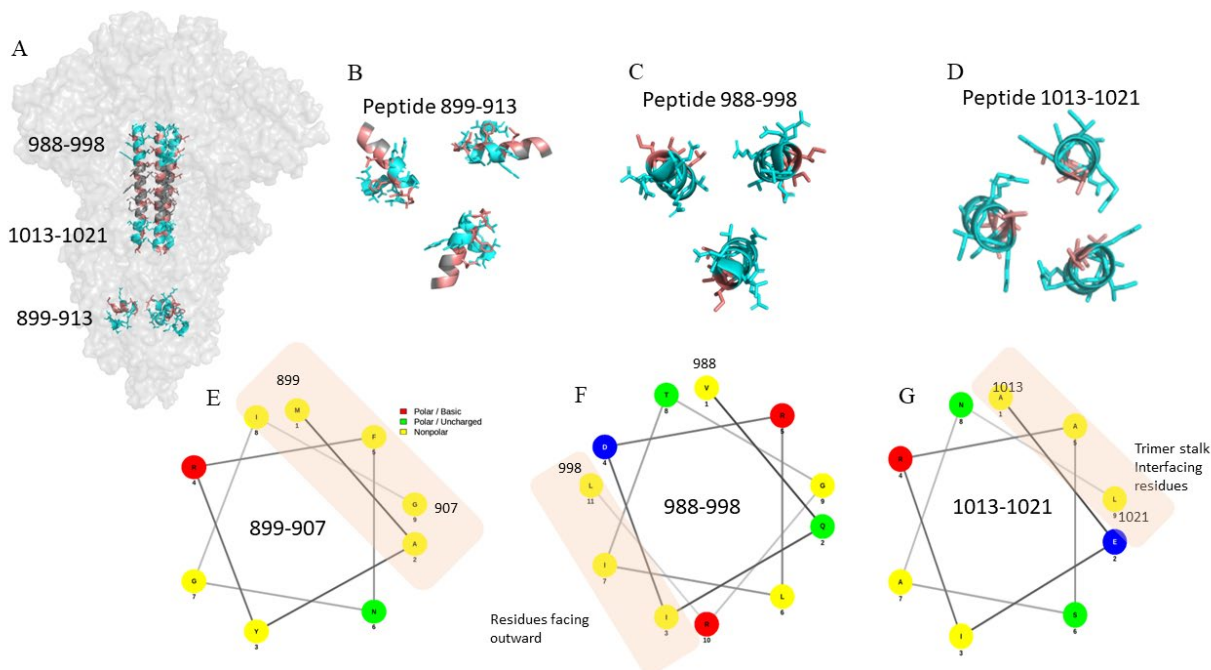 A
988-998
1013-1021
899-913
B
Peptide 899-913
C
Peptide 988-998
D
Peptide 1013-1021
E
899
M
1
I
8
F
5
Polar / Basic
Polar / Uncharged
Nonpolar
R
4
G
9
907
A
2
899-907
G
7
N
6
Y
3
F
988
V
1
T
8
R
5
D
4
998
L
11
G
9
Q
2
988-998
I
7
L
6
I
3
R
10
Residues facing
outward
G
1013
A
1
N
8
A
R
4
L
9
1021
E
2
1013-1021
A
7
S
6
I
3
Trimer stalk
Interfacing
residues